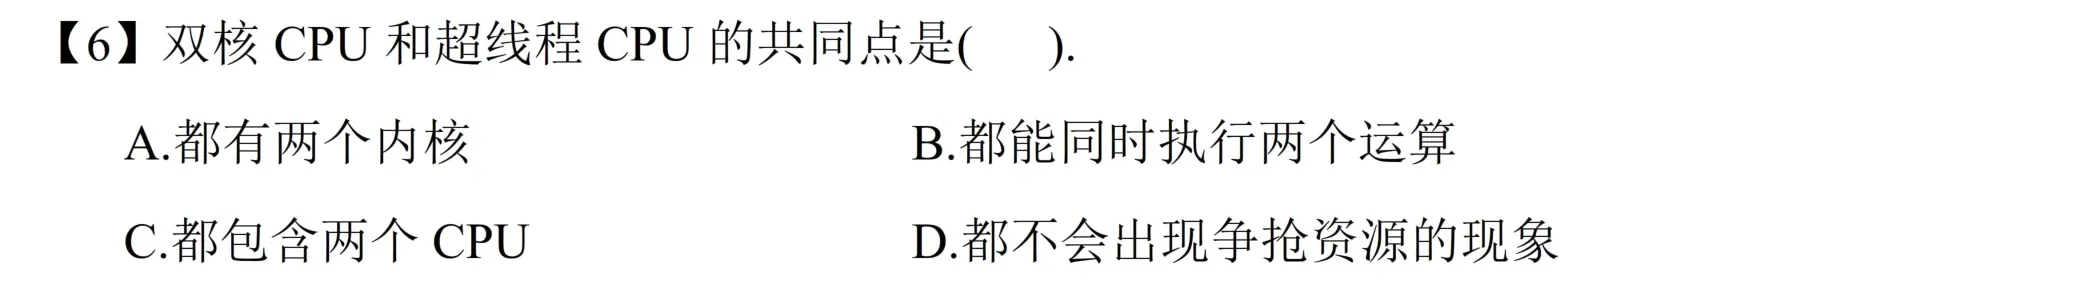 【6】双核 CPU 和超线程 CPU 的共同点是(  ).
A.都有两个内核 B.都能同时执行两个运算
C.都包含两个 CPU D.都不会出现争抢资源的现象